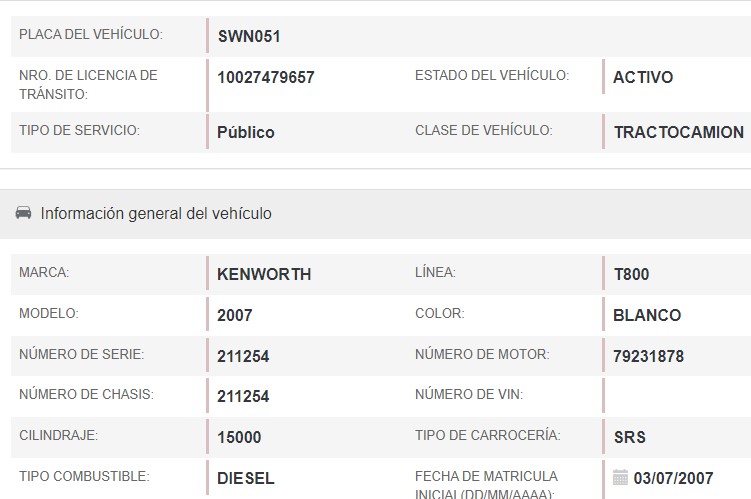 PLACA DEL VEHÍCULO: SWN051
NRO. DE LICENCIA DE TRÁNSITO: 10027479657 ESTADO DEL VEHÍCULO: ACTIVO
TIPO DE SERVICIO: Público CLASE DE VEHÍCULO: TRACTOCAMION
Información general del vehículo
MARCA: KENWORTH LÍNEA: T800
MODELO: 2007 COLOR: BLANCO
NÚMERO DE SERIE: 211254 NÚMERO DE MOTOR: 79231878
NÚMERO DE CHASIS: 211254 NÚMERO DE VIN:
CILINDRAJE: 15000 TIPO DE CARROCERÍA: SRS
TIPO COMBUSTIBLE: DIESEL FECHA DE MATRICULA INICIAL(DD/MM/AAAA): 03/07/2007